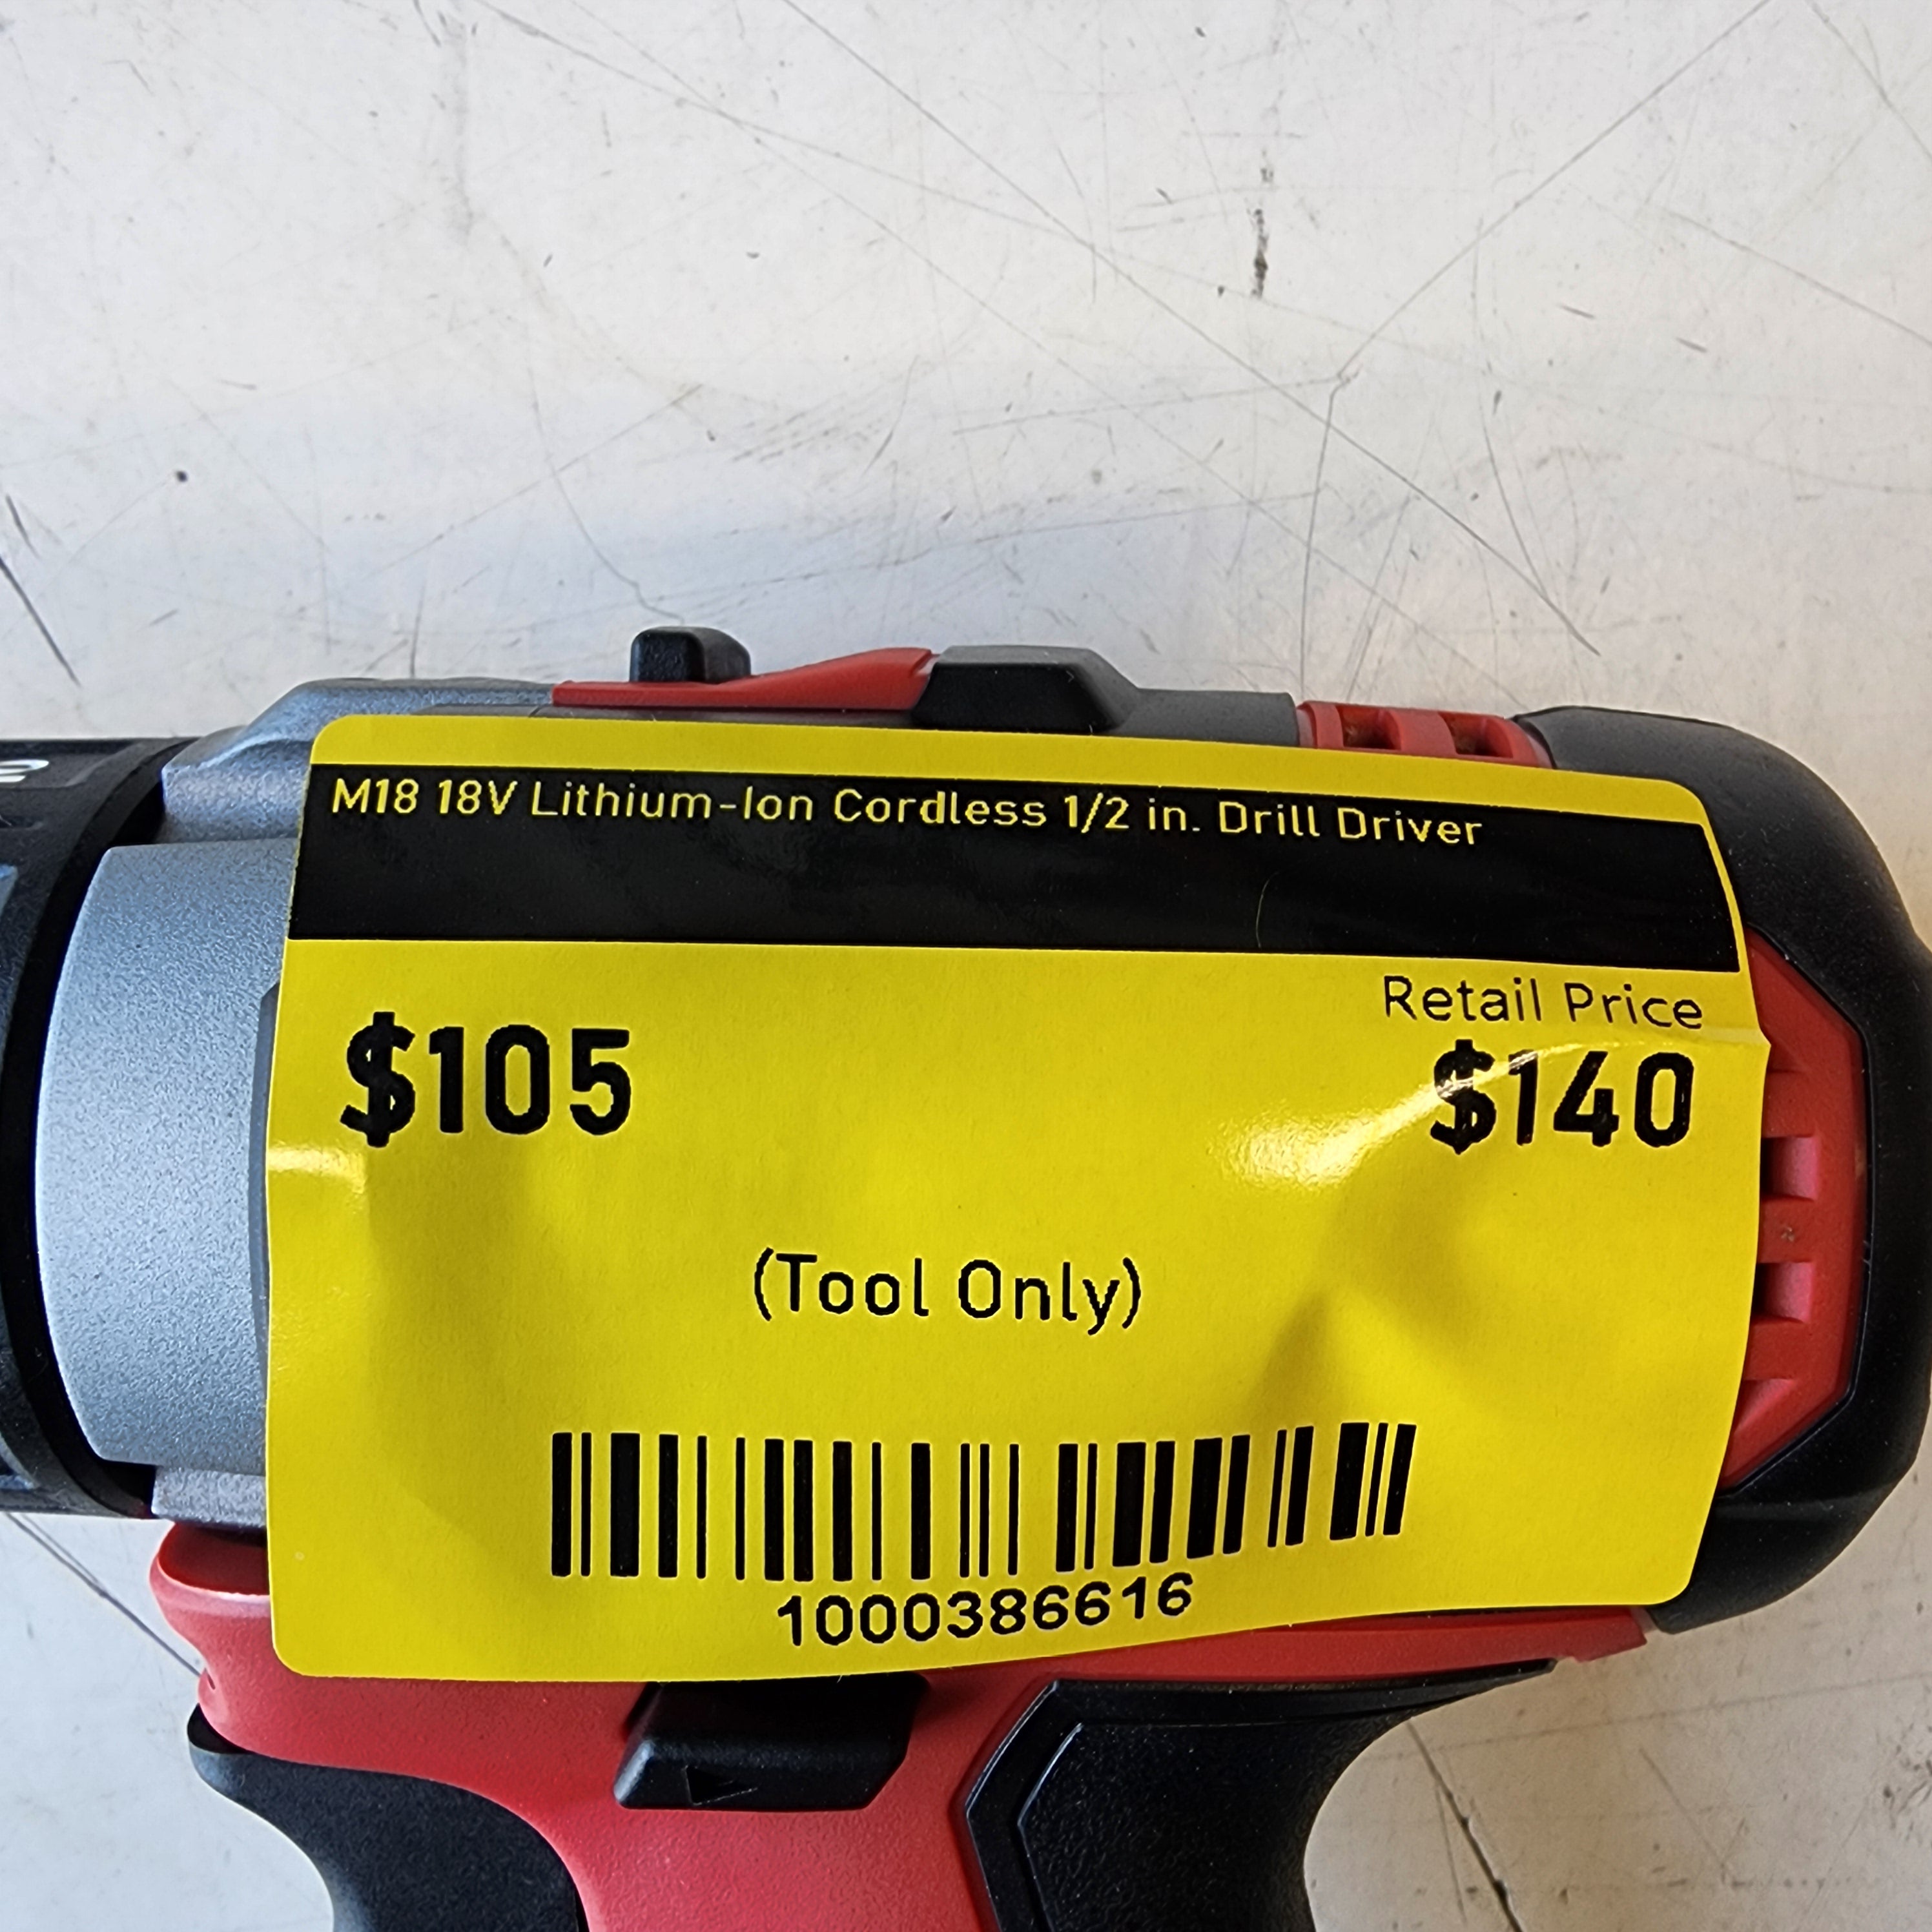 M18 18V Lithium-Ion Cordless 1/2 in. Drill Driver
Retail Price
$105 $140
(Tool Only)
1000386616